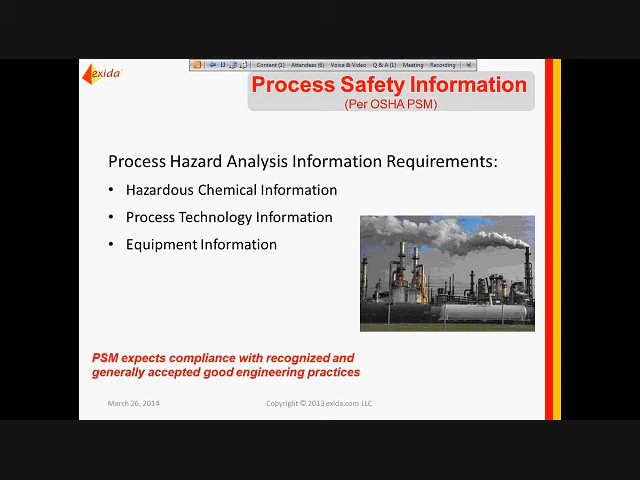 exida
Content (1) Attendees (6) Voice & Video Q & A (1) Meeting Recording
Process Safety Information
(Per OSHA PSM)
Process Hazard Analysis Information Requirements:
• Hazardous Chemical Information
• Process Technology Information
• Equipment Information
PSM expects compliance with recognized and
generally accepted good engineering practices
March 26, 2014 Copyright © 2013 exida.com LLC